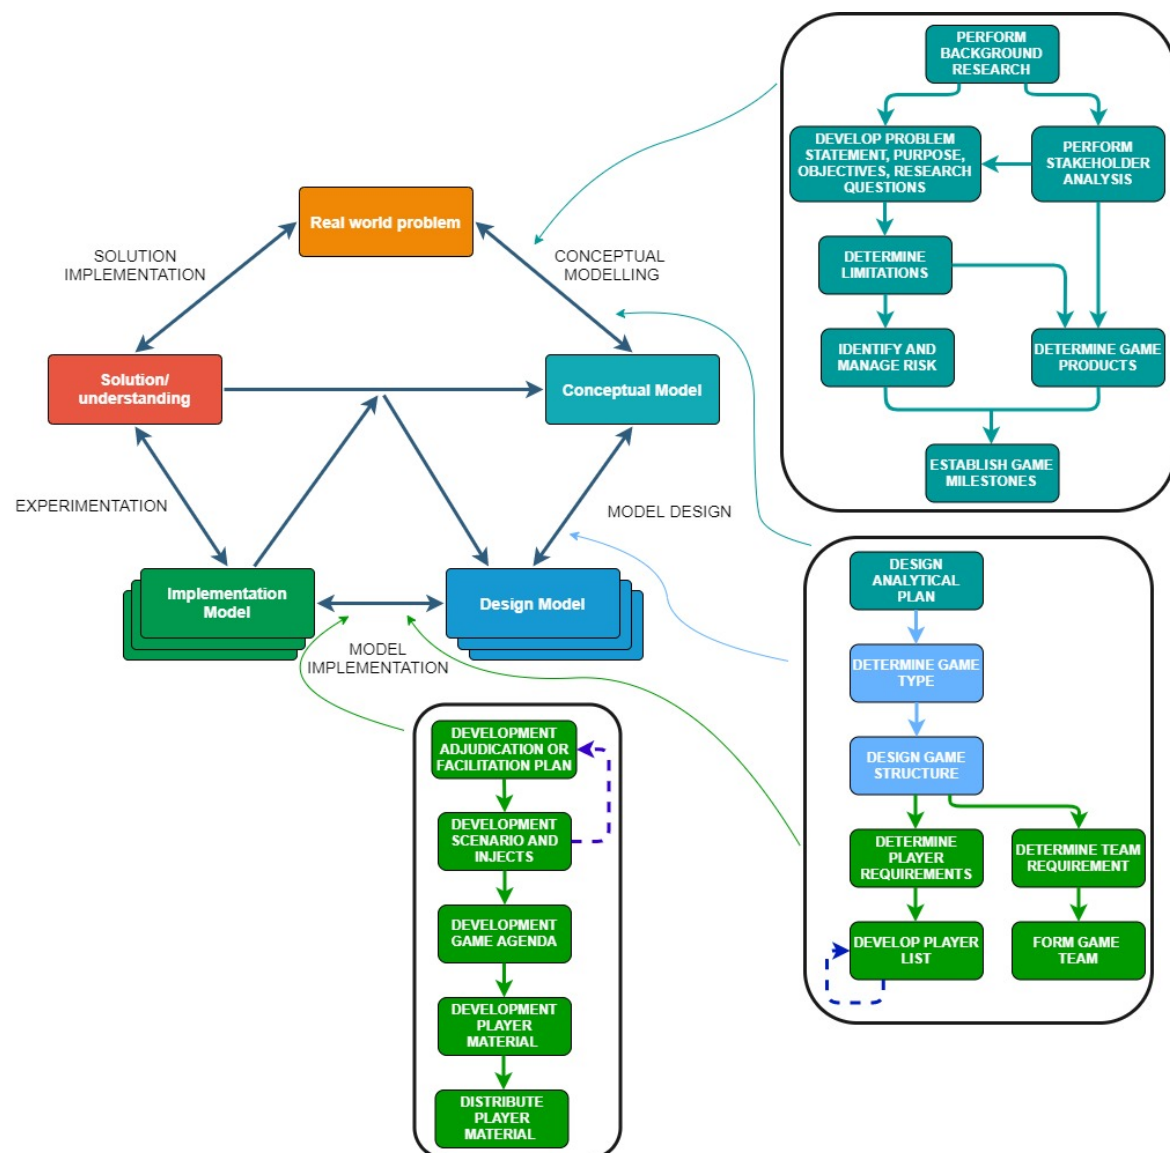 PERFORM
BACKGROUND
RESEARCH
DEVELOP PROBLEM
STATEMENT, PURPOSE,
OBJECTIVES, RESEARCH
QUESTIONS
PERFORM
STAKEHOLDER
ANALYSIS
DETERMINE
LIMITATIONS
IDENTIFY AND
MANAGE RISK
DETERMINE GAME
PRODUCTS
ESTABLISH GAME
MILESTONES
Real world problem
SOLUTION
IMPLEMENTATION
CONCEPTUAL
MODELLING
Solution/
understanding
Conceptual Model
EXPERIMENTATION
MODEL DESIGN
Implementation
Model
Design Model
MODEL
IMPLEMENTATION
DESIGN
ANALYTICAL
PLAN
DETERMINE GAME
TYPE
DESIGN GAME
STRUCTURE
DETERMINE
PLAYER
REQUIREMENTS
DETERMINE TEAM
REQUIREMENT
DEVELOP PLAYER
LIST
FORM GAME
TEAM
DEVELOPMENT
ADJUDICATION OR
FACILITATION PLAN
DEVELOPMENT
SCENARIO AND
INJECTS
DEVELOPMENT
GAME AGENDA
DEVELOPMENT
PLAYER
MATERIAL
DISTRIBUTE
PLAYER
MATERIAL